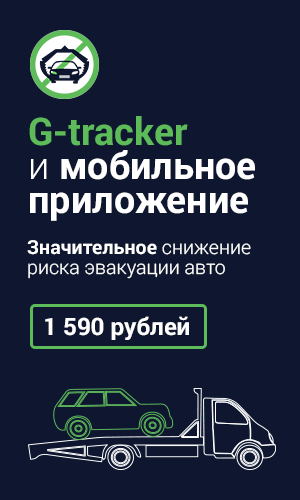 G-tracker
и мобильное
приложение
Значительное снижение
риска эвакуации авто
1 590 рублей